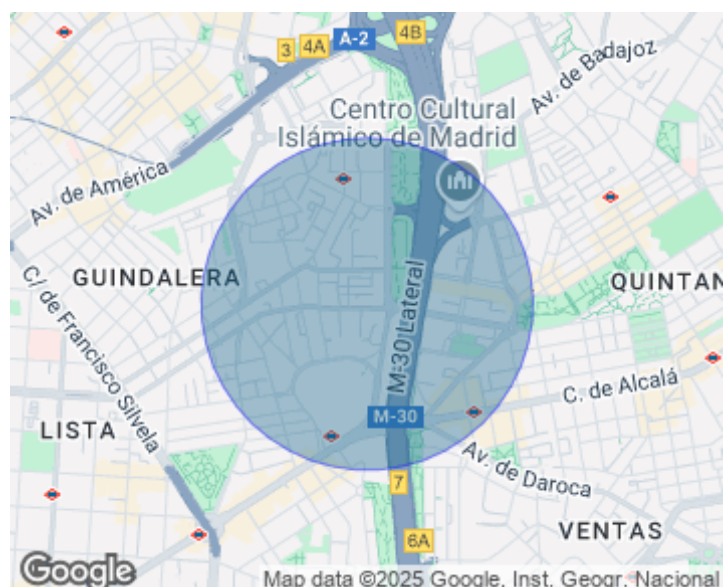 4B
A-2
3
4A
Av. de Badajoz
Centro Cultural
Islámico de Madrid
Av. de América
GUINDALERA
QUINTAN
C/ de Francisco Silvela
M-30 Lateral
C. de Alcalá
M-30
LISTA
Av. de Daroca
7
VENTAS
6A
Google
Map data ©2025 Google, Inst. Geogr. Nacional